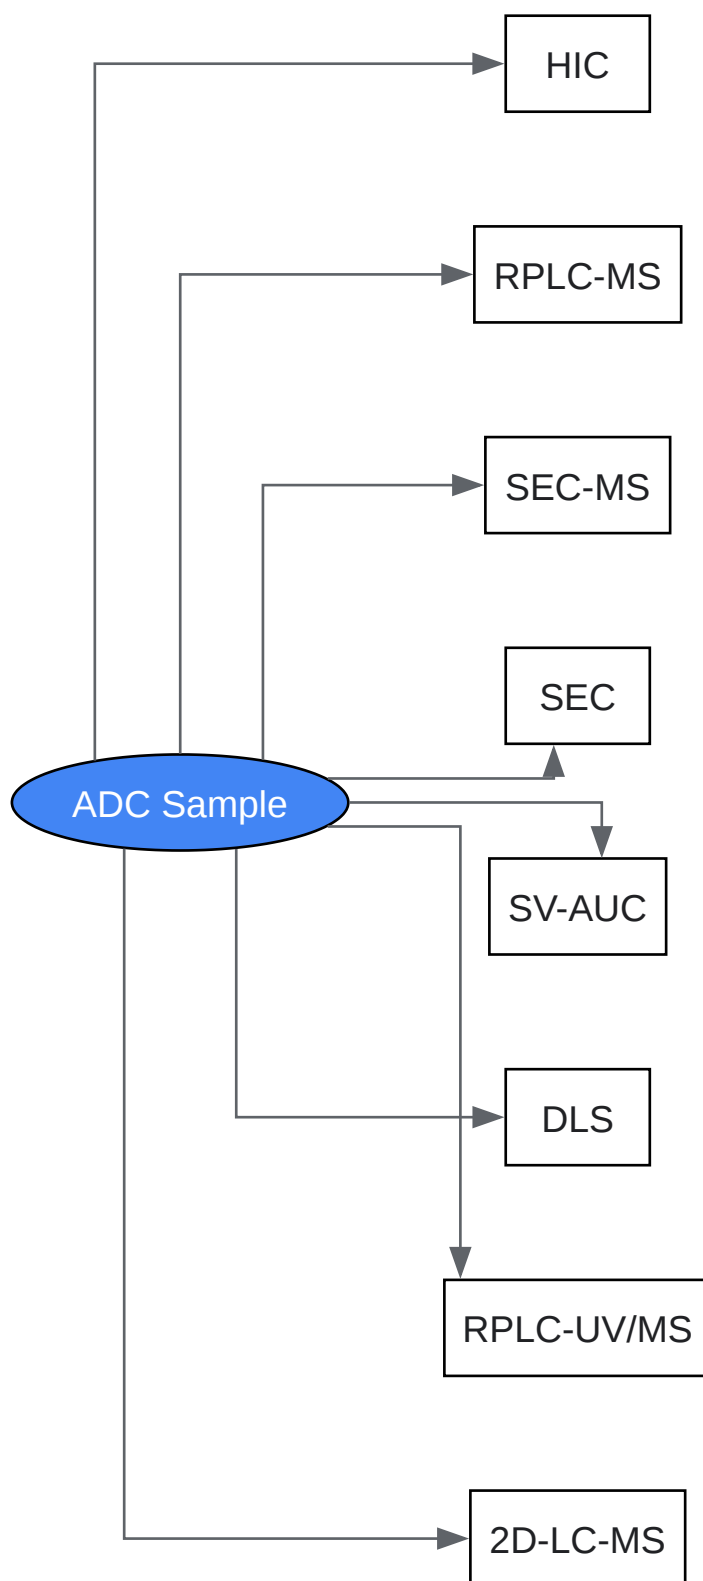 HIC
RPLC-MS
SEC-MS
SEC
ADC Sample
SV-AUC
DLS
RPLC-UV/MS
2D-LC-MS